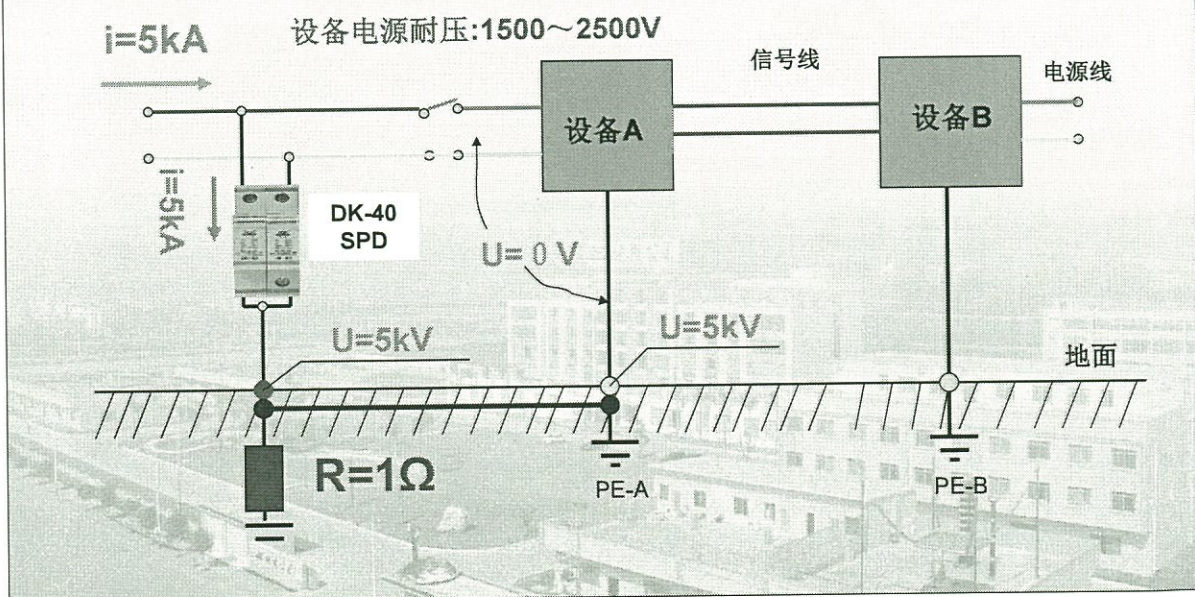 设备电源耐压:1500～2500V
i=5kA
信号线
电源线
设备A
设备B
i=5kA
DK-40
SPD
U= 0 V
U=5kV
U=5kV
地面
R=1Ω
PE-A
PE-B